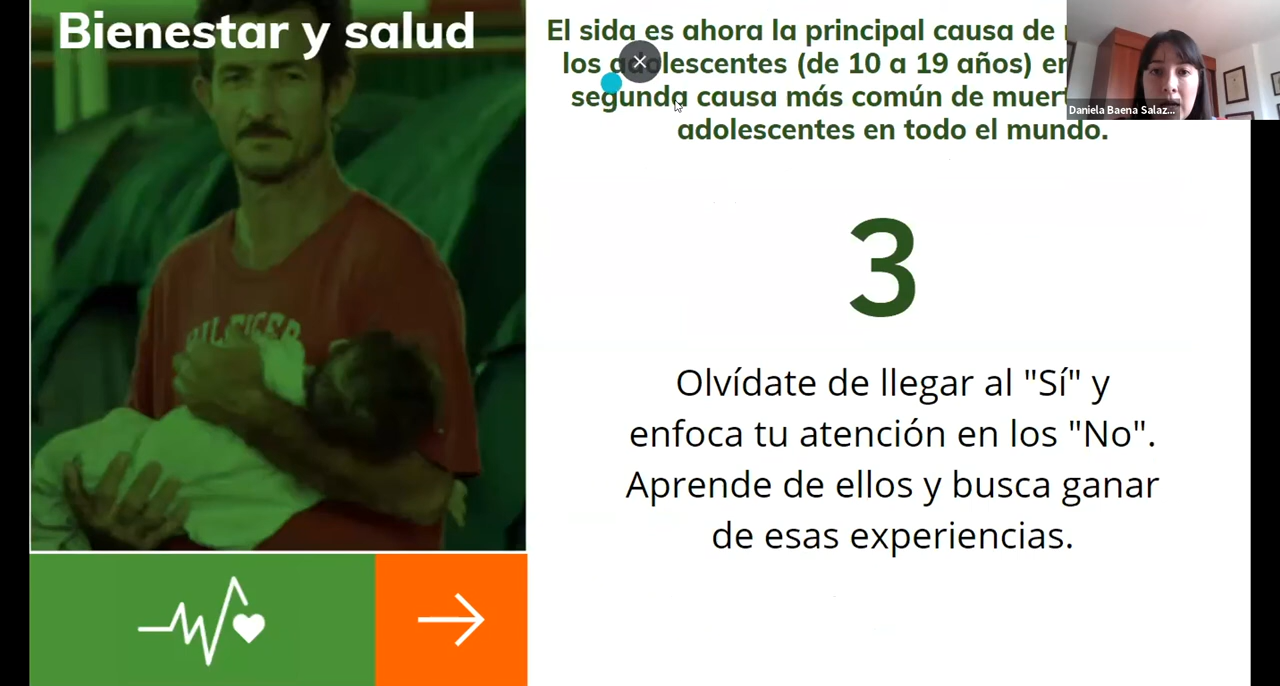 Bienestar y salud
El sida es ahora la principal causa de
los adolescentes (de 10 a 19 años)
segunda causa más común de
adolescentes en todo el mundo.
Daniela Baena Salaz...
3
Olvídate de llegar al "Sí" y
enfoca tu atención en los "No".
Aprende de ellos y busca ganar
de esas experiencias.